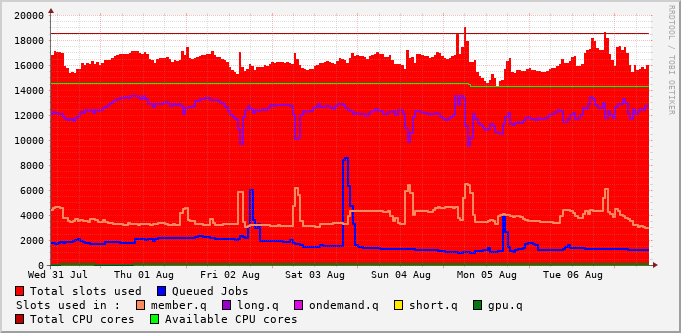 20000
18000
16000
14000
12000
10000
8000
6000
4000
2000
0
Wed 31 Jul Thu 01 Aug Fri 02 Aug Sat 03 Aug Sun 04 Aug Mon 05 Aug Tue 06 Aug
Total slots used Queued Jobs
Slots used in : member.q long.q ondemand.q short.q gpu.q
Total CPU cores Available CPU cores
RRDTOOL / TOBI OETIKER